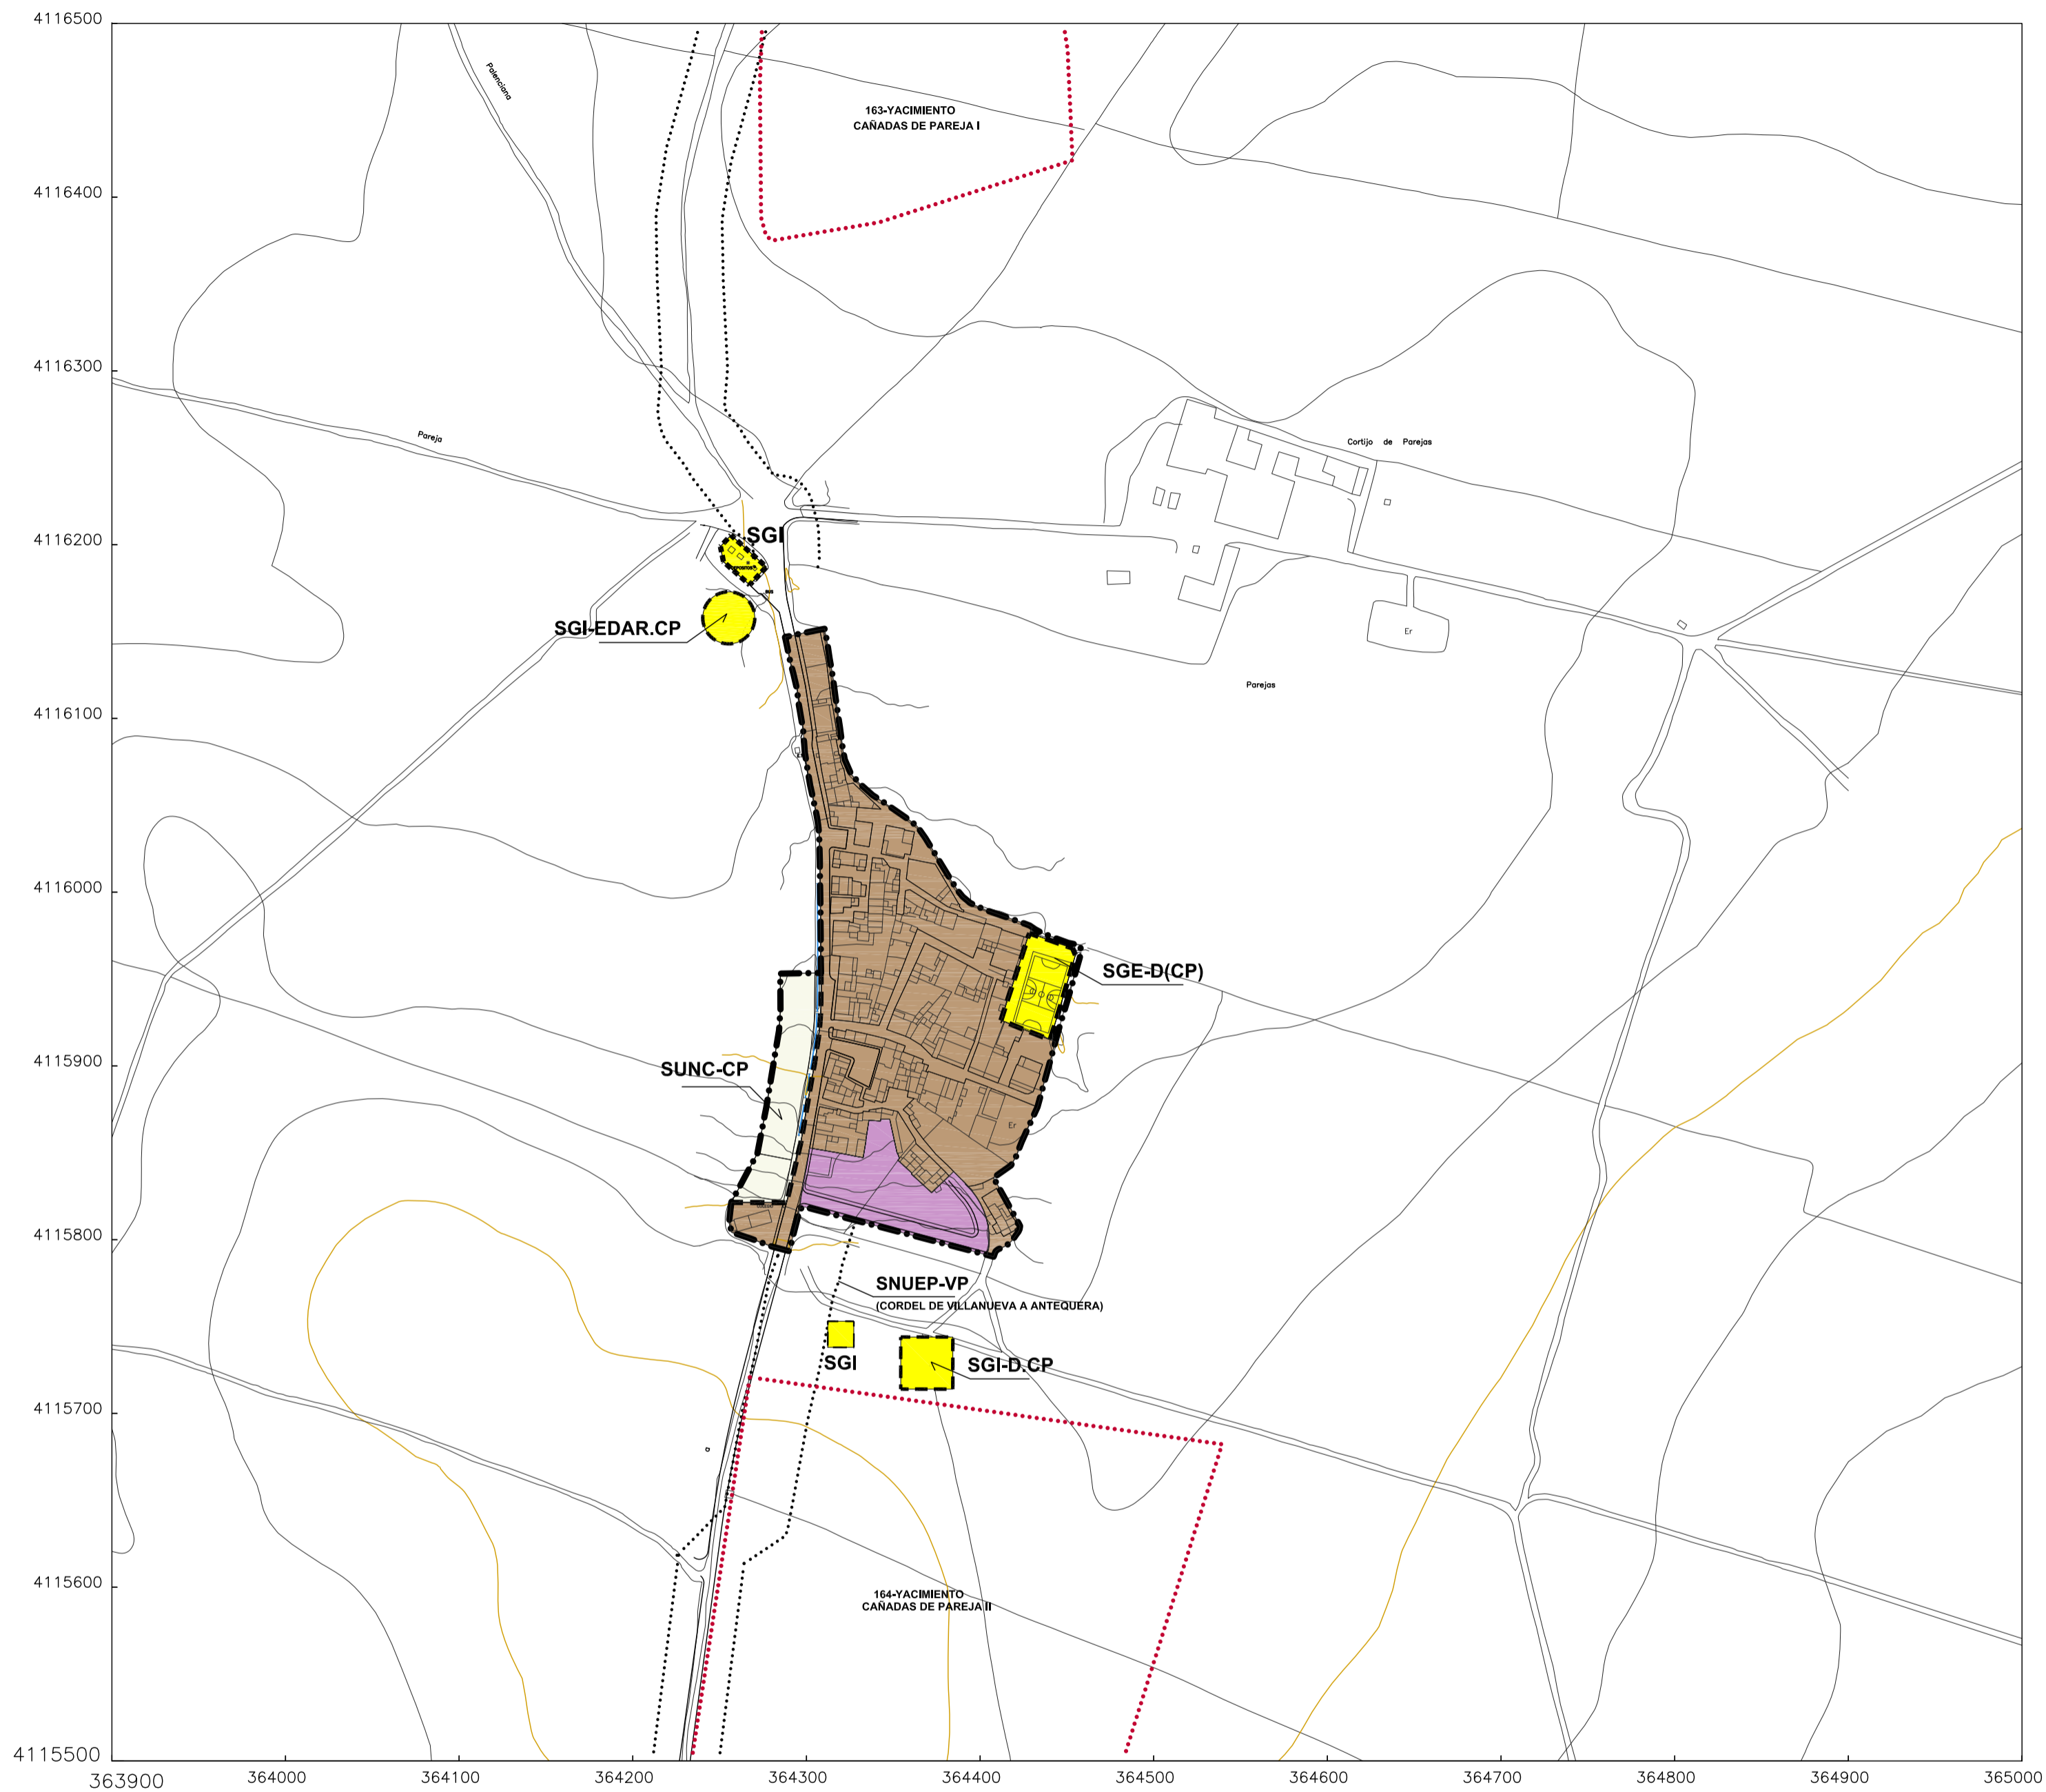 4116500
Palenciana
163-YACIMIENTO
CAÑADAS DE PAREJA I
4116400
4116300
Pareja
Cortijo de Parejas
4116200
SGI
SGI-EDAR.CP
Er
Parejas
4116100
4116000
SGE-D(CP)
4115900
SUNC-CP
Er
4115800
SNUEP-VP
(CORDEL DE VILLANUEVA A ANTEQUERA)
SGI
SGI-D.CP
4115700
4115600
164-YACIMIENTO
CAÑADAS DE PAREJA II
4115500
363900 364000 364100 364200 364300 364400 364500 364600 364700 364800 364900 365000